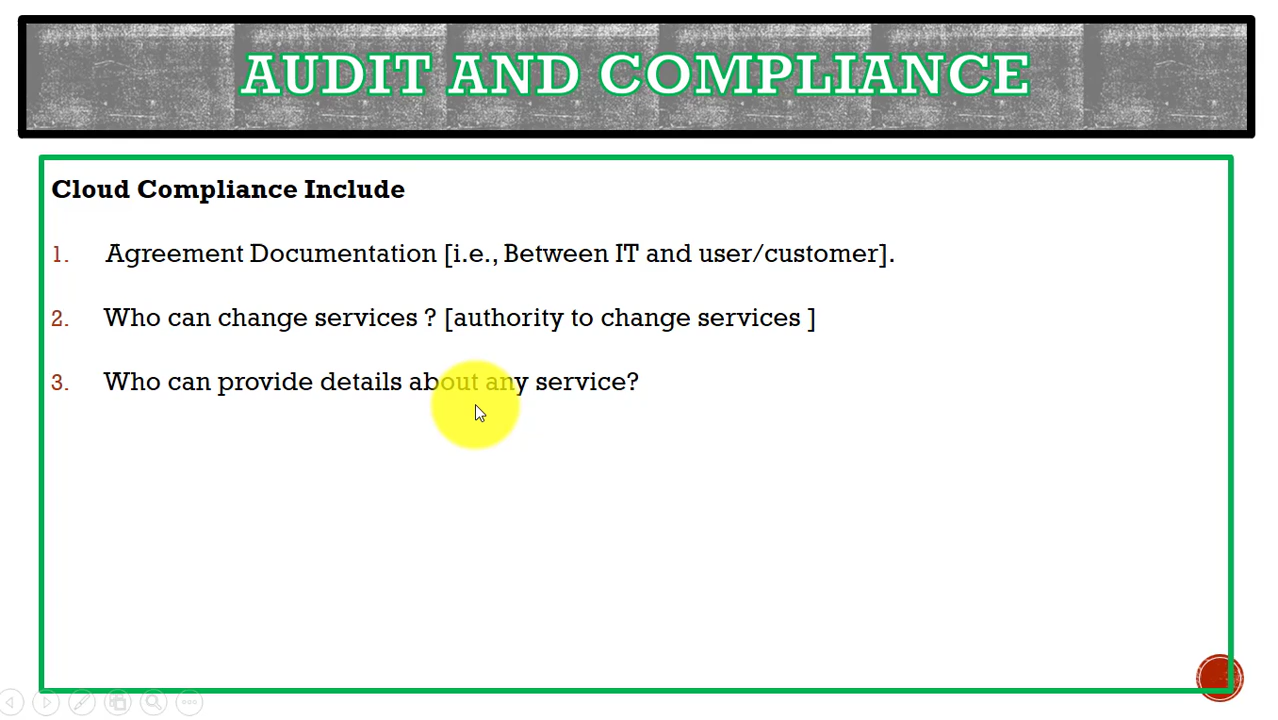 AUDIT AND COMPLIANCE
Cloud Compliance Include
1. Agreement Documentation [i.e., Between IT and user/customer].
2. Who can change services ? [authority to change services ]
3. Who can provide details about any service?